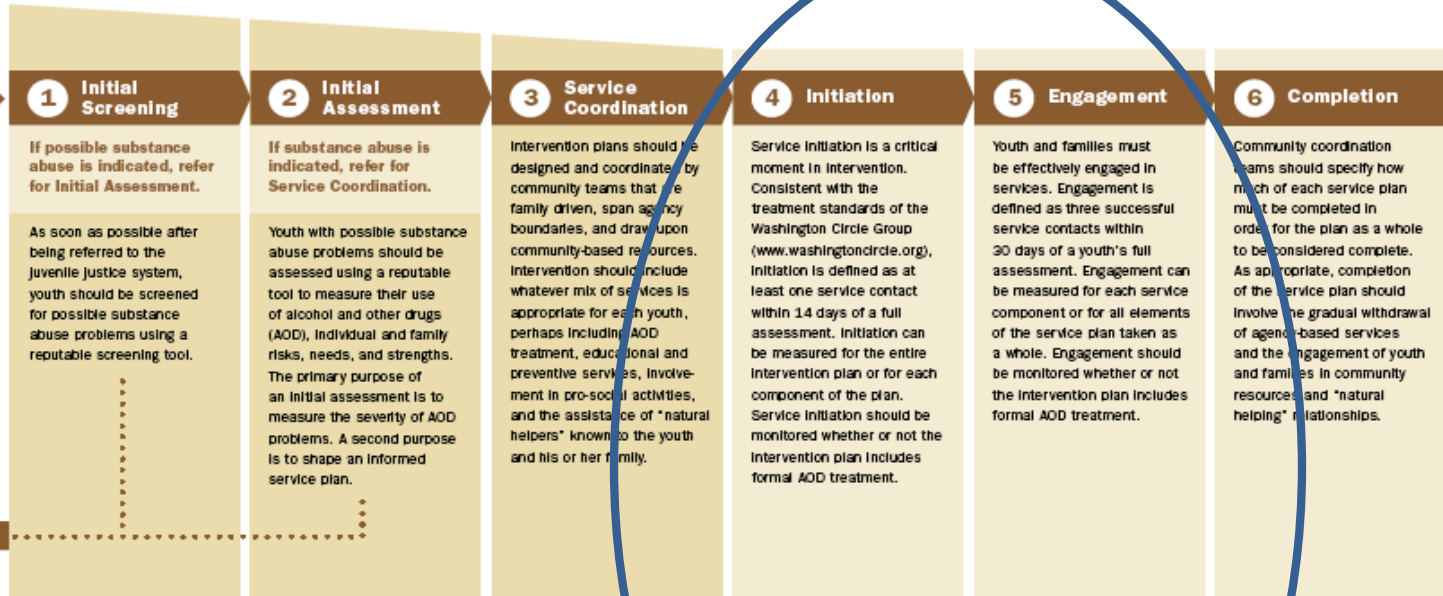 1
Initial
Screening
If possible substance
abuse is indicated, refer
for Initial Assessment.
As soon as possible after
being referred to the
juvenile justice system,
youth should be screened
for possible substance
abuse problems using a
reputable screening tool.
2
Initial
Assessment
If substance abuse is
indicated, refer for
Service Coordination.
Youth with possible substance
abuse problems should be
assessed using a reputable
tool to measure their use
of alcohol and other drugs
(AOD), individual and family
risks, needs, and strengths.
The primary purpose of
an initial assessment is to
measure the severity of AOD
problems. A second purpose
is to shape an informed
service plan.
3
Service
Coordination
Intervention plans should be
designed and coordinated by
community teams that are
family driven, span agency
boundaries, and draw upon
community-based resources.
Intervention should include
whatever mix of services is
appropriate for each youth,
perhaps including AOD
treatment, educational and
preventive services, involve-
ment in pro-social activities,
and the assistance of "natural
helpers" known to the youth
and his or her family.
4
Initiation
Service initiation is a critical
moment in intervention.
Consistent with the
treatment standards of the
Washington Circle Group
(www.washingtoncircle.org),
initiation is defined as at
least one service contact
within 14 days of a full
assessment. Initiation can
be measured for the entire
intervention plan or for each
component of the plan.
Service initiation should be
monitored whether or not the
intervention plan includes
formal AOD treatment.
5
Engagement
Youth and families must
be effectively engaged in
services. Engagement is
defined as three successful
service contacts within
30 days of a youth's full
assessment. Engagement can
be measured for each service
component or for all elements
of the service plan taken as
a whole. Engagement should
be monitored whether or not
the intervention plan includes
formal AOD treatment.
6
Completion
Community coordination
teams should specify how
much of each service plan
must be completed in
order for the plan as a whole
to be considered complete.
As appropriate, completion
of the service plan should
involve the gradual withdrawal
of agency-based services
and the engagement of youth
and families in community
resources and "natural
helping" relationships.